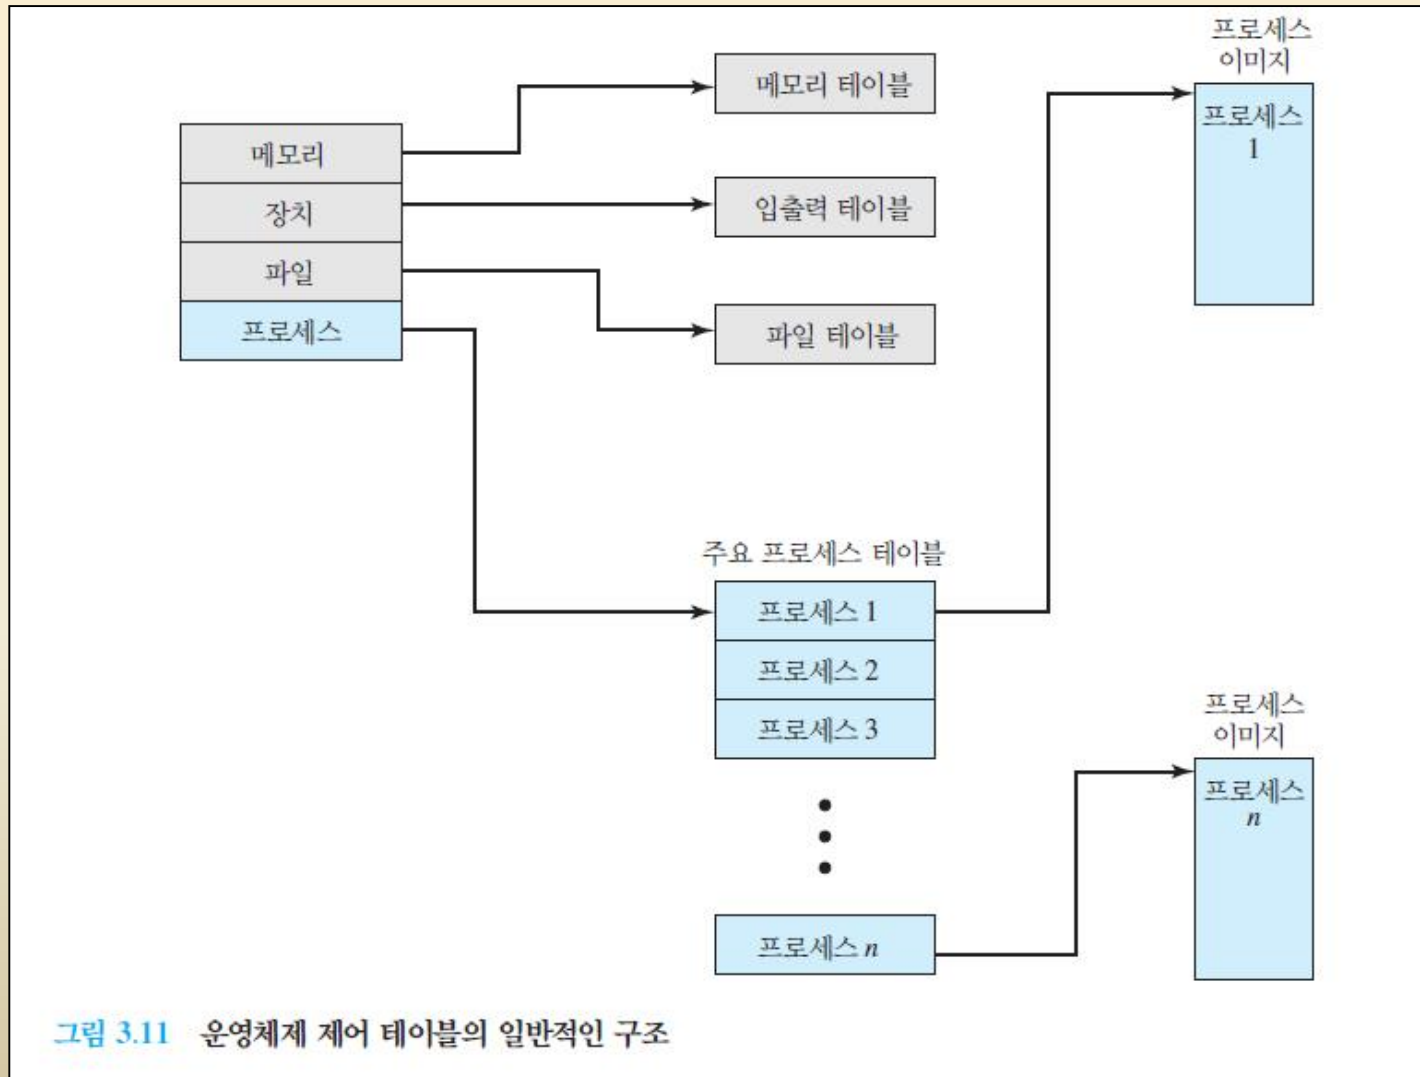 메모리
장치
파일
프로세스
메모리 테이블
입출력 테이블
파일 테이블
주요 프로세스 테이블
프로세스 1
프로세스 2
프로세스 3
프로세스 n
프로세스
이미지
프로세스
1
프로세스
이미지
프로세스
n
그림 3.11 운영체제 제어 테이블의 일반적인 구조